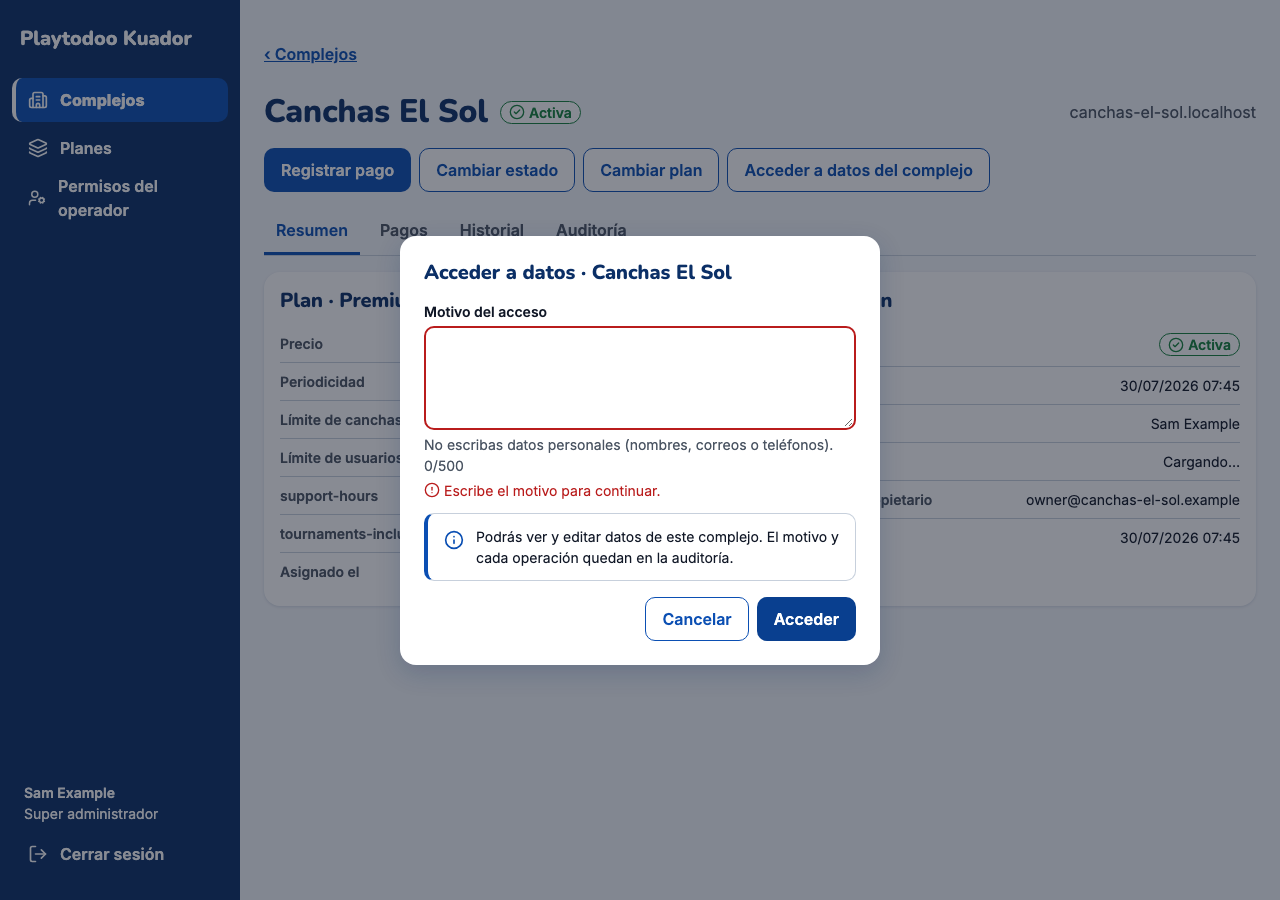 Playtodoo Kuador
Complejos
Planes
Permisos del
operador
Sam Example
Super administrador
Cerrar sesión
‹ Complejos
Canchas El Sol
Activa
canchas-el-sol.localhost
Registrar pago
Cambiar estado
Cambiar plan
Acceder a datos del complejo
Resumen
Pagos
Historial
Auditoría
Plan · Premiu
Precio
Periodicidad
Límite de canchas
Límite de usuarios
support-hours
tournaments-inclu
Asignado el
Activa
30/07/2026 07:45
Sam Example
Cargando...
owner@canchas-el-sol.example
30/07/2026 07:45
Acceder a datos · Canchas El Sol
Motivo del acceso
No escribas datos personales (nombres, correos o teléfonos).
0/500
Escribe el motivo para continuar.
Podrás ver y editar datos de este complejo. El motivo y
cada operación quedan en la auditoría.
Cancelar
Acceder